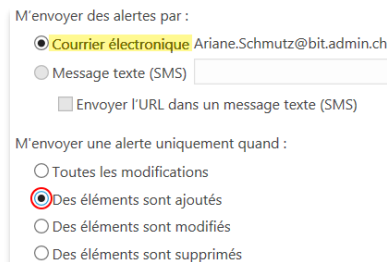 M'envoyer des alertes par :
Courrier électronique Ariane.Schmutz@bit.admin.ch
Message texte (SMS)
Envoyer l'URL dans un message texte (SMS)
M'envoyer une alerte uniquement quand :
Toutes les modifications
Des éléments sont ajoutés
Des éléments sont modifiés
Des éléments sont supprimés